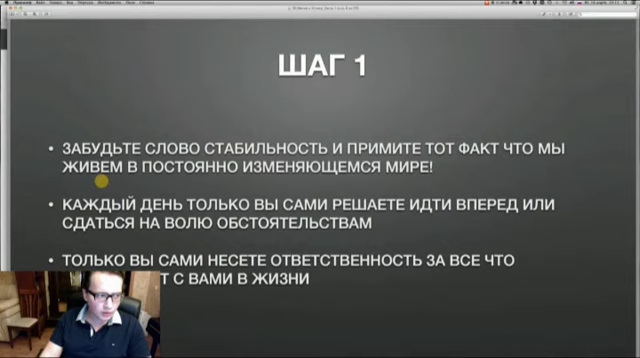 ШАГ 1
• ЗАБУДЬТЕ СЛОВО СТАБИЛЬНОСТЬ И ПРИМИТЕ ТОТ ФАКТ ЧТО МЫ
ЖИВЕМ В ПОСТОЯННО ИЗМЕНЯЮЩЕМСЯ МИРЕ!
• КАЖДЫЙ ДЕНЬ ТОЛЬКО ВЫ САМИ РЕШАЕТЕ ИДТИ ВПЕРЕД ИЛИ
СДАТЬСЯ НА ВОЛЮ ОБСТОЯТЕЛЬСТВАМ
• ТОЛЬКО ВЫ САМИ НЕСЕТЕ ОТВЕТСТВЕННОСТЬ ЗА ВСЕ ЧТО
С ВАМИ В ЖИЗНИ